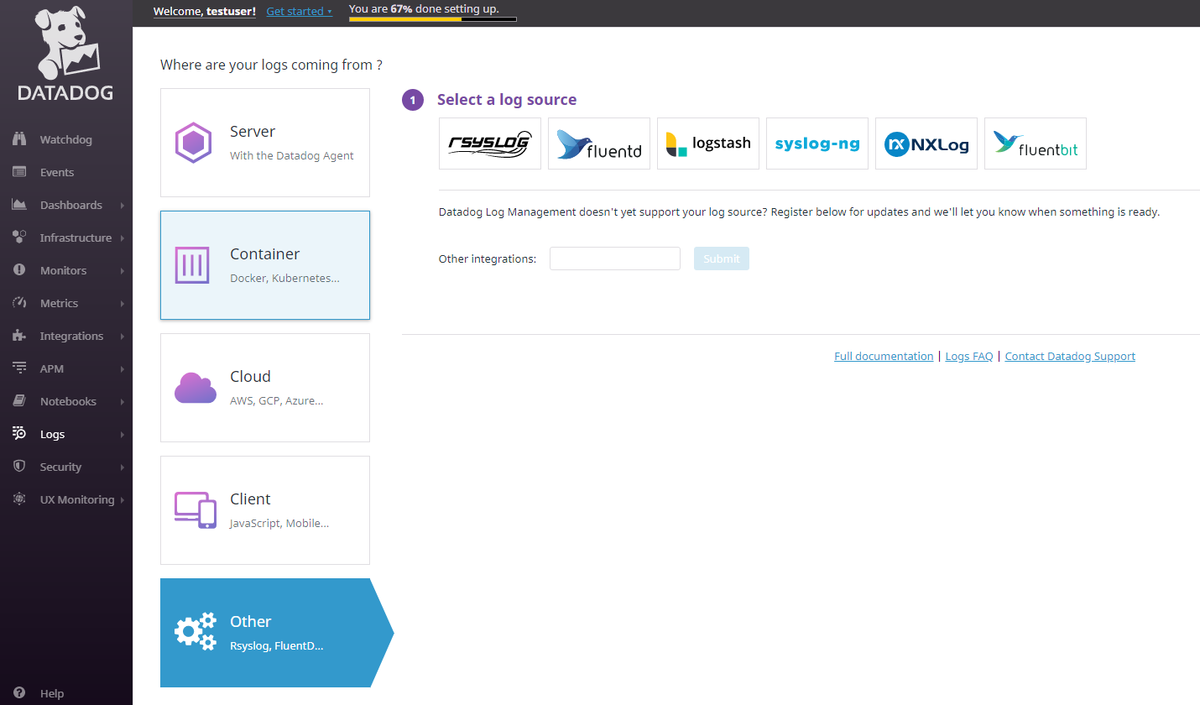 DATADOG
Watchdog
Events
Dashboards
Infrastructure
Monitors
Metrics
Integrations
APM
Notebooks
Logs
Security
UX Monitoring
Help
Welcome, testuser! Get started
You are 67% done setting up.
Where are your logs coming from ?
Server
With the Datadog Agent
Container
Docker, Kubernetes...
Cloud
AWS, GCP, Azure...
Client
JavaScript, Mobile...
Other
Rsyslog, FluentD...
1 Select a log source
rsyslog fluentd logstash syslog-ng NXLog fluentbit
Datadog Log Management doesn't yet support your log source? Register below for updates and we'll let you know when something is ready.
Other integrations: Submit
Full documentation | Logs FAQ | Contact Datadog Support